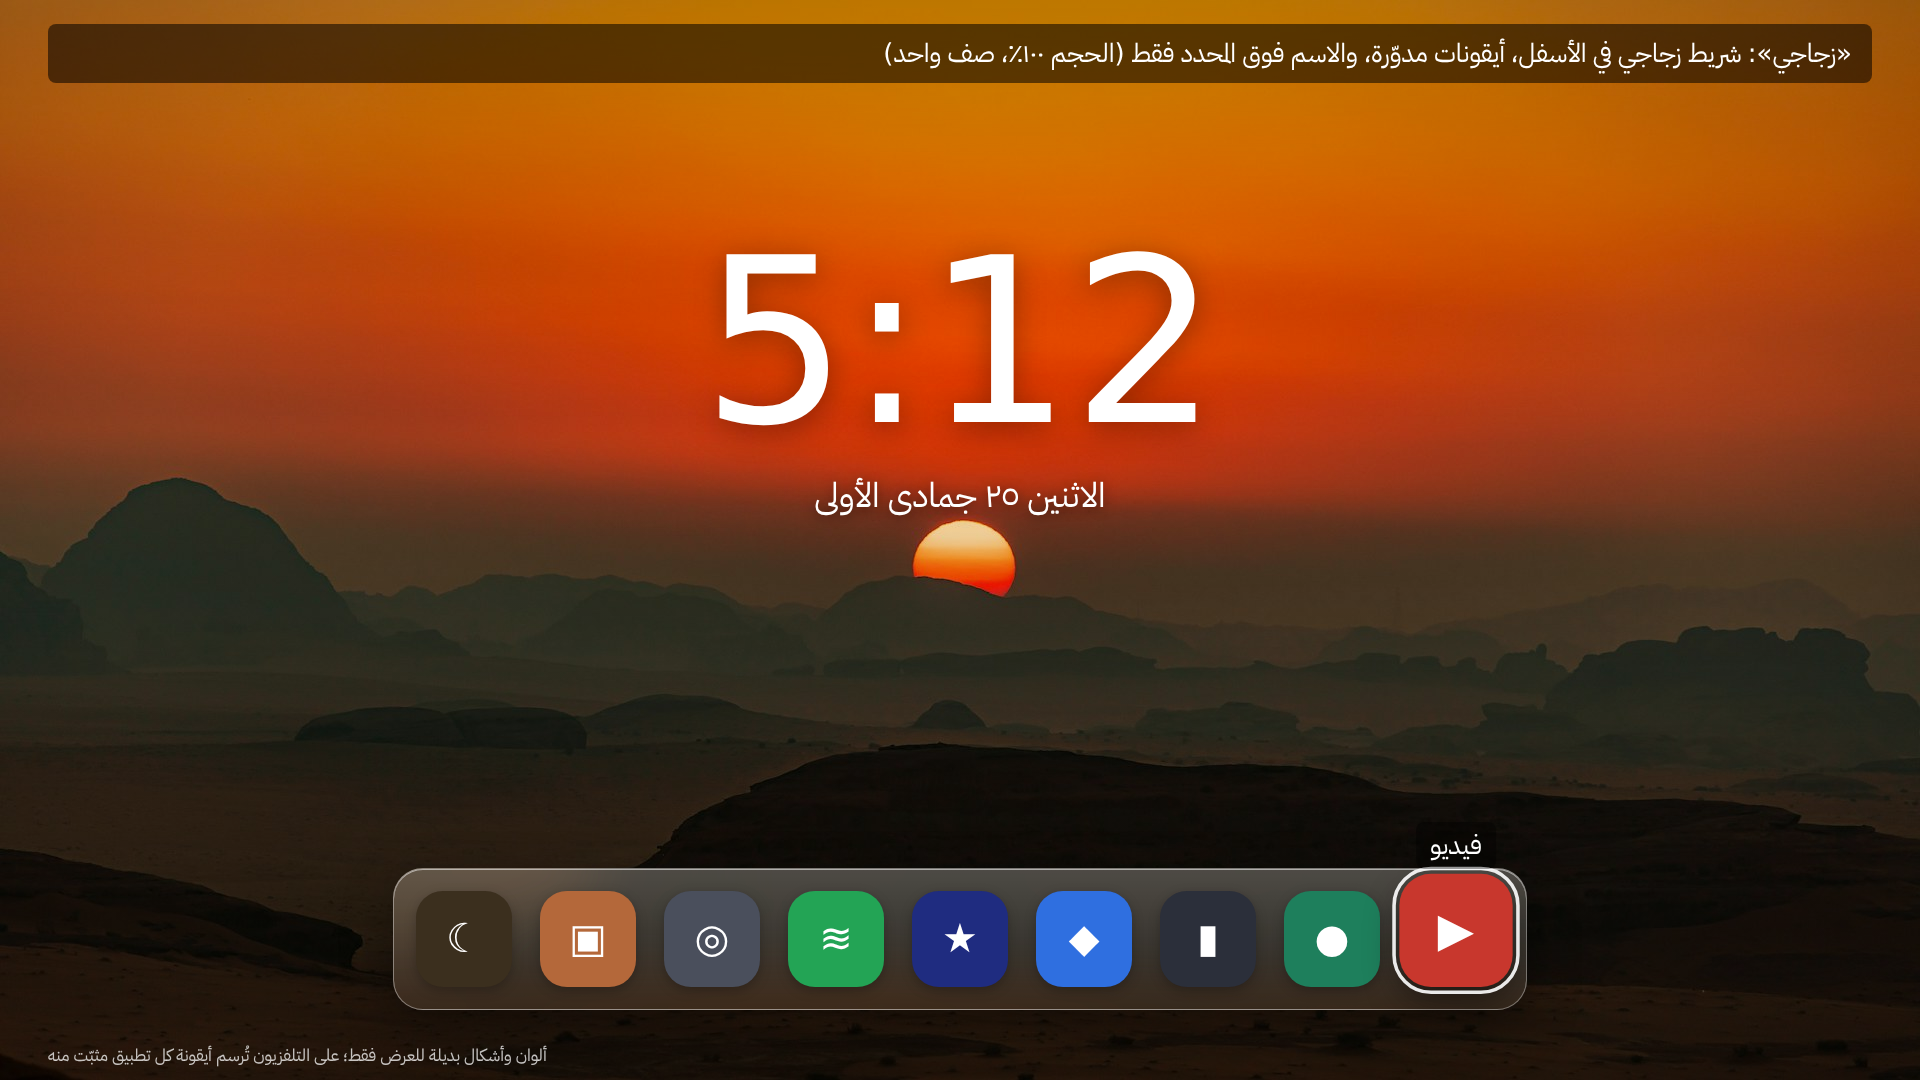 «زجاجي»: شريط زجاجي في الأسفل، أيقونات مدوّرة، والاسم فوق المحدد فقط (الحجم ١٠٠٪، صف واحد)
5:12
الاثنين ٢٥ جمادى الأولى
فيديو
ألوان وأشكال بديلة للعرض فقط؛ على التلفزيون تُرسم أيقونة كل تطبيق مثبّت منه